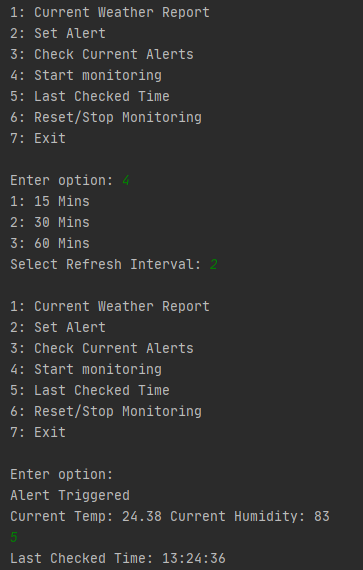 1: Current Weather Report
2: Set Alert
3: Check Current Alerts
4: Start monitoring
5: Last Checked Time
6: Reset/Stop Monitoring
7: Exit
Enter option: 4
1: 15 Mins
2: 30 Mins
3: 60 Mins
Select Refresh Interval: 2
1: Current Weather Report
2: Set Alert
3: Check Current Alerts
4: Start monitoring
5: Last Checked Time
6: Reset/Stop Monitoring
7: Exit
Enter option:
Alert Triggered
Current Temp: 24.38 Current Humidity: 83
5
Last Checked Time: 13:24:36